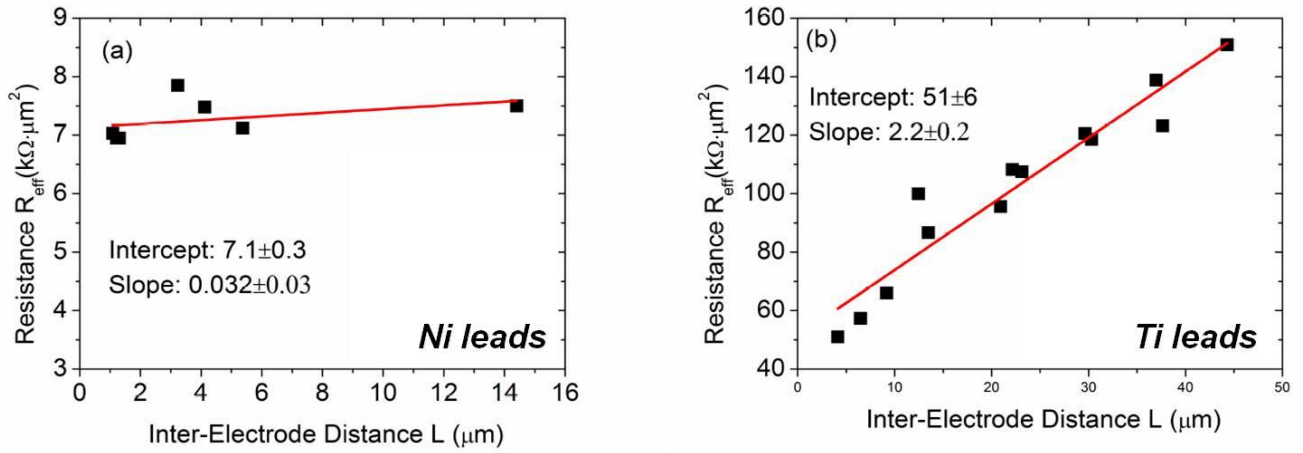 (a)
Resistance R_eff(kΩ·μm²)
9
8
7
6
5
4
3
Intercept: 7.1±0.3
Slope: 0.032±0.03
Ni leads
0 2 4 6 8 10 12 14 16
Inter-Electrode Distance L (μm)
(b)
Resistance R_eff(kΩ·μm²)
160
140
120
100
80
60
40
Intercept: 51±6
Slope: 2.2±0.2
Ti leads
0 10 20 30 40 50
Inter-Electrode Distance L (μm)